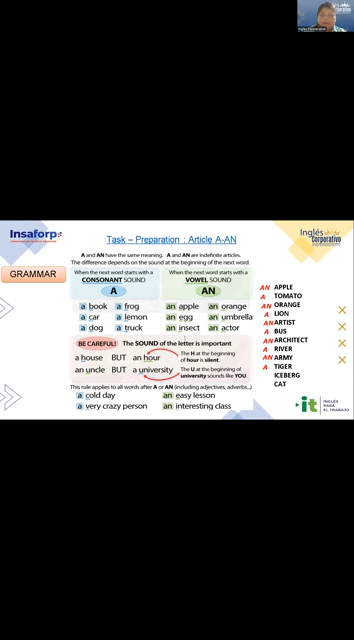 Inglés Corporativo
Insaforp
Task – Preparation : Article A-AN
Inglés
Corporativo
GRAMMAR
A and AN have the same meaning. A and AN are indefinite articles.
The difference depends on the sound at the beginning of the next word.
When the next word starts with a
CONSONANT SOUND
A
When the next word starts with a
VOWEL SOUND
AN
a book a frog
a car a lemon
a dog a truck
an apple an orange
an egg an umbrella
an insect an actor
BE CAREFUL! The SOUND of the letter is important
a house BUT an hour
The H at the beginning
of hour is silent.
an uncle BUT a university
The U at the beginning of
university sounds like YOU.
This rule applies to all words after A or AN (including adjectives, adverbs...)
a cold day an easy lesson
a very crazy person an interesting class
AN APPLE
A TOMATO
AN ORANGE
A LION
AN ARTIST
A BUS
AN ARCHITECT
A RIVER
AN ARMY
A TIGER
ICEBERG
CAT
it
INGLÉS
PARA
EL TRABAJO